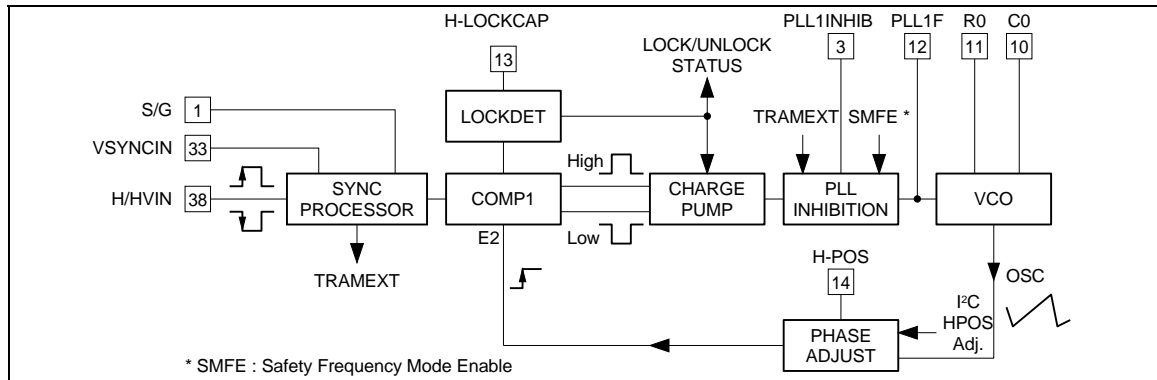 H-LOCKCAP
13
LOCK/UNLOCK
STATUS
PLL1INHIB
3
PLL1F
12
R0
11
C0
10
S/G
1
VSYNCIN
33
H/HVIN
38
LOCKDET
TRAMEXT
SMFE *
High
Low
SYNC
PROCESSOR
COMP1
E2
CHARGE
PUMP
PLL
INHIBITION
VCO
TRAMEXT
H-POS
14
OSC
I²C
HPOS
Adj.
PHASE
ADJUST
* SMFE : Safety Frequency Mode Enable